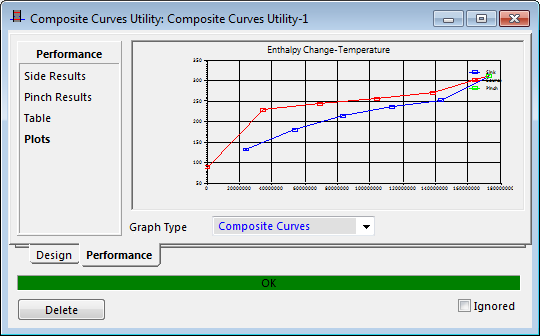 Composite Curves Utility: Composite Curves Utility-1
Performance
Side Results
Pinch Results
Table
Plots
Enthalpy Change-Temperature
350
300
250
200
150
100
50
0 20000000 40000000 60000000 80000000 100000000 120000000 140000000 160000000 180000000
Sink
Pinch
Graph Type Composite Curves
Design Performance
OK
Delete Ignored